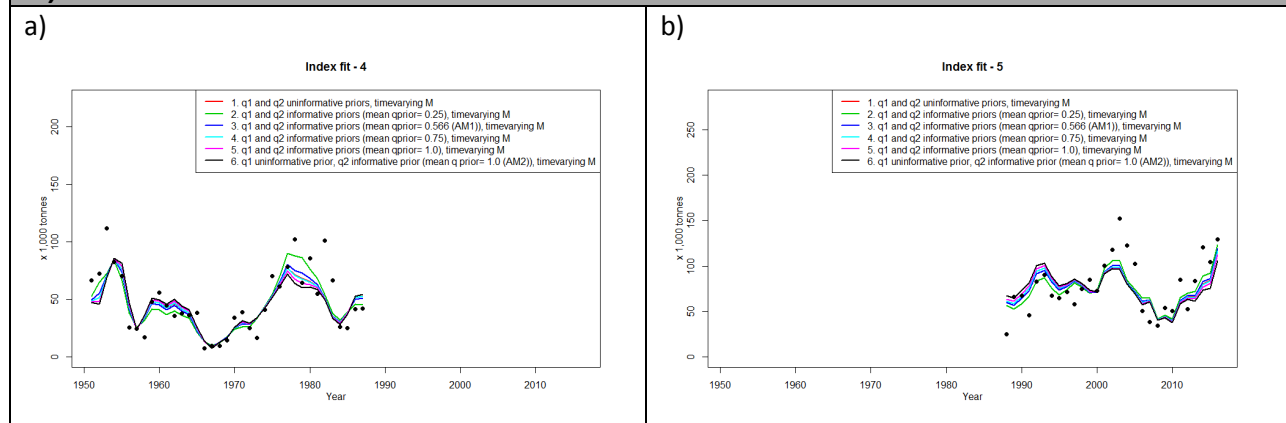 a)
Index fit - 4
1. q1 and q2 uninformative priors, timevarying M
2. q1 and q2 informative priors (mean qprior= 0.25), timevarying M
3. q1 and q2 informative priors (mean qprior= 0.566 (AM1)), timevarying M
4. q1 and q2 informative priors (mean qprior= 0.75), timevarying M
5. q1 and q2 informative priors (mean qprior= 1.0), timevarying M
6. q1 uninformative prior, q2 informative prior (mean q prior= 1.0 (AM2)), timevarying M
x 1,000 tonnes
200
150
100
50
0
1950 1960 1970 1980 1990 2000 2010
Year
b)
Index fit - 5
1. q1 and q2 uninformative priors, timevarying M
2. q1 and q2 informative priors (mean qprior= 0.25), timevarying M
3. q1 and q2 informative priors (mean qprior= 0.566 (AM1)), timevarying M
4. q1 and q2 informative priors (mean qprior= 0.75), timevarying M
5. q1 and q2 informative priors (mean qprior= 1.0), timevarying M
6. q1 uninformative prior, q2 informative prior (mean q prior= 1.0 (AM2)), timevarying M
x 1,000 tonnes
250
200
150
100
50
0
1950 1960 1970 1980 1990 2000 2010
Year